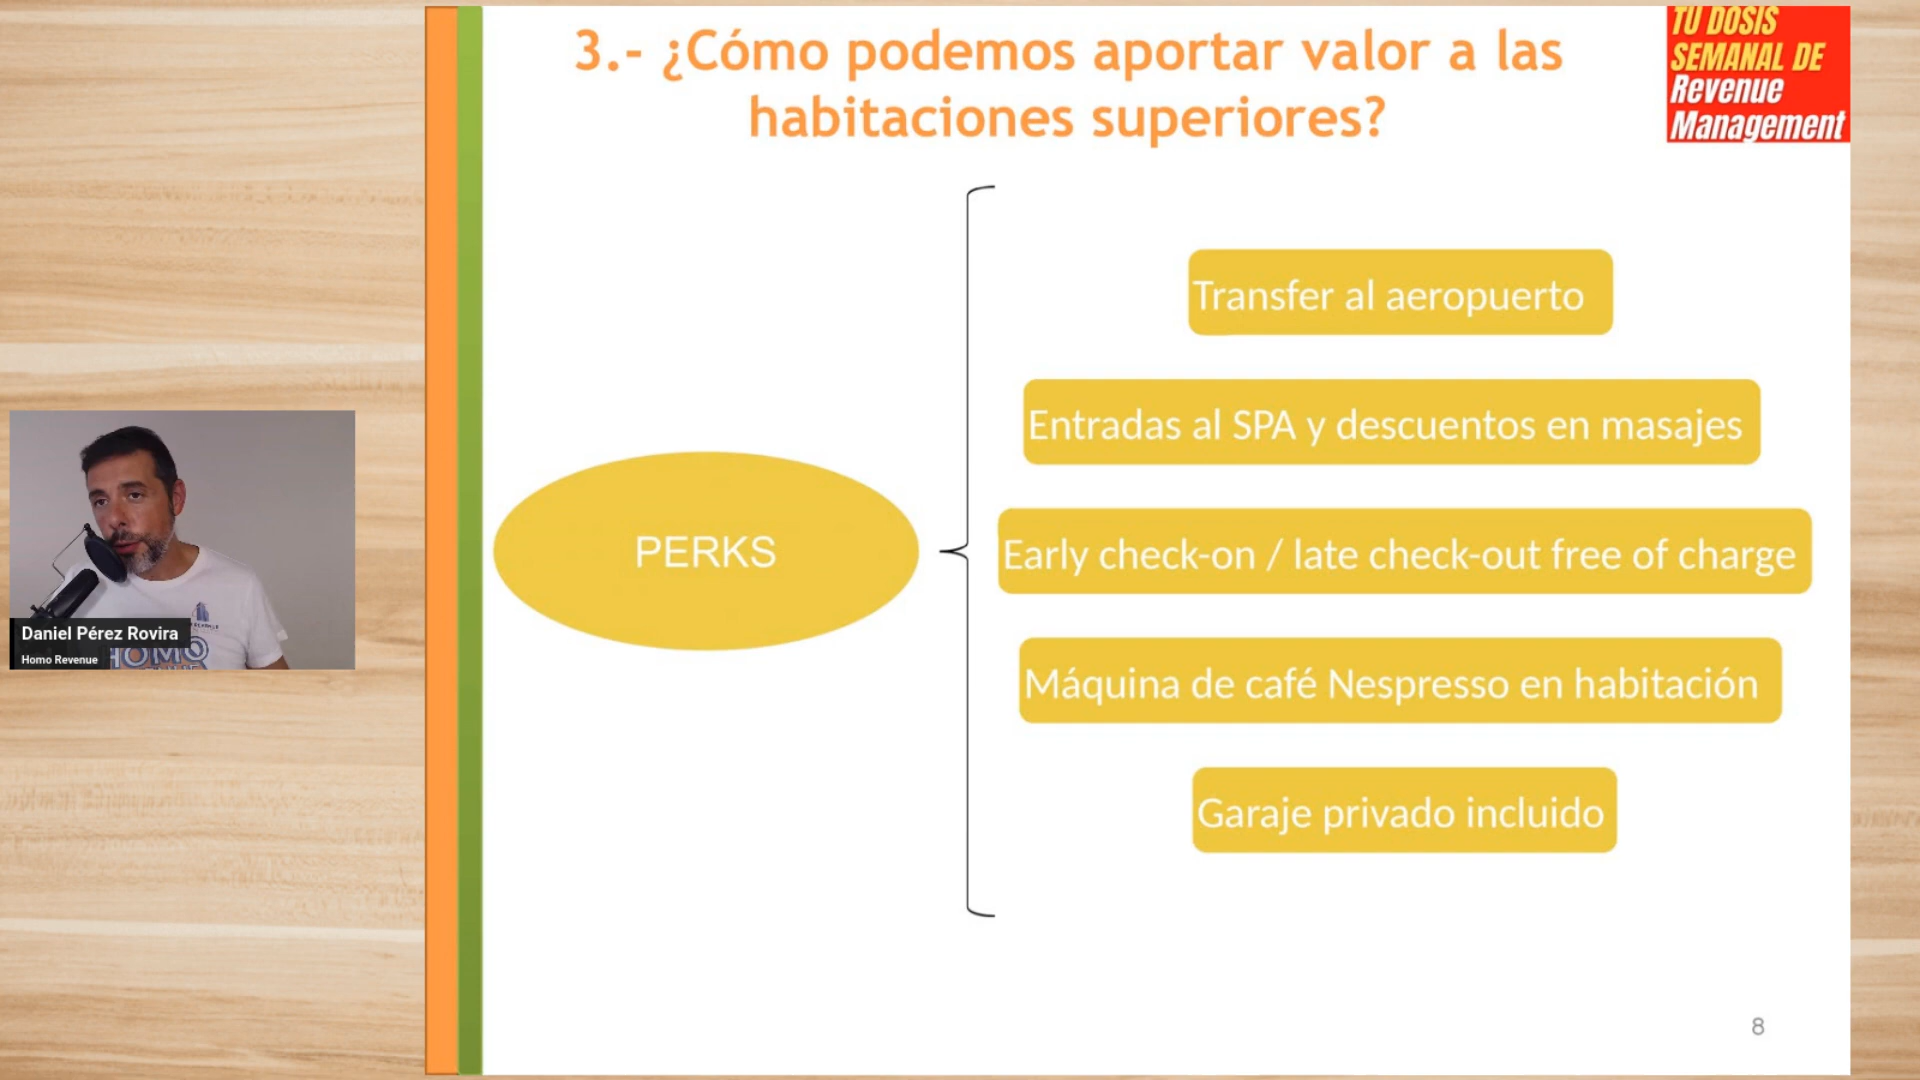 3.- ¿Cómo podemos aportar valor a las
habitaciones superiores?
TU DOSIS
SEMANAL DE
Revenue
Management
PERKS
Transfer al aeropuerto
Entradas al SPA y descuentos en masajes
Early check-on / late check-out free of charge
Máquina de café Nespresso en habitación
Garaje privado incluido
Daniel Pérez Rovira
Homo Revenue
HOMO
8